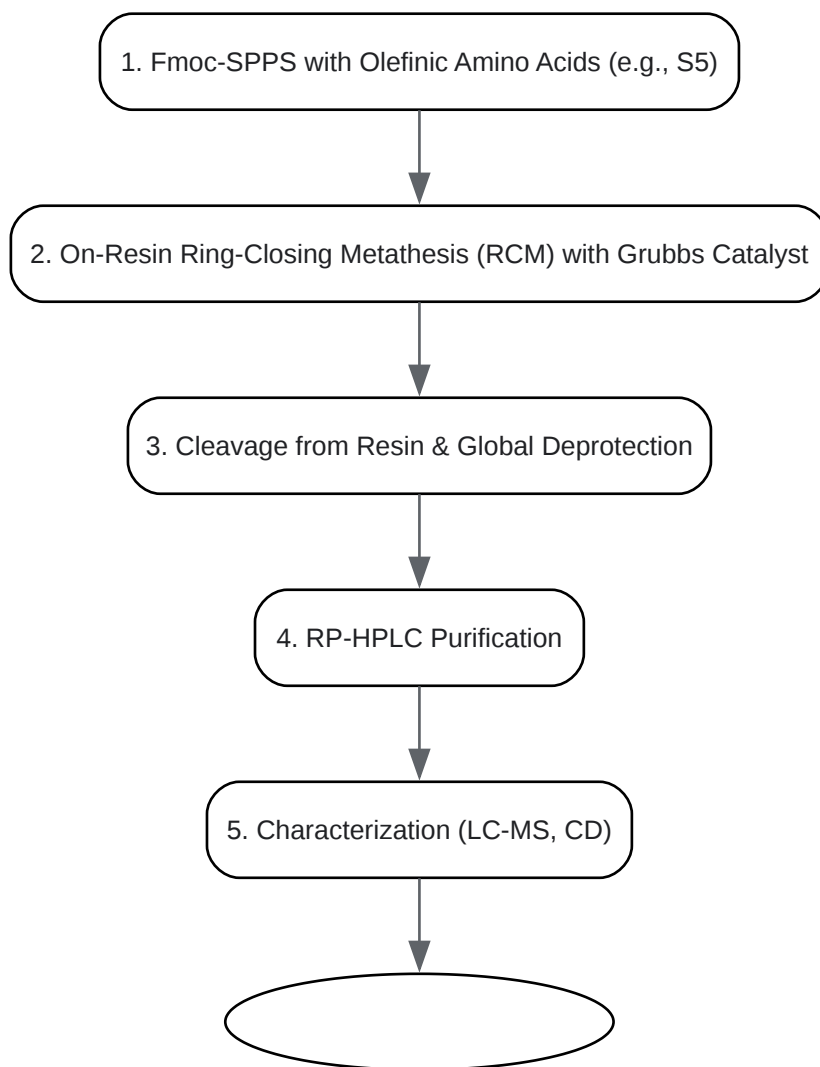 1. Fmoc-SPPS with Olefinic Amino Acids (e.g., S5)
2. On-Resin Ring-Closing Metathesis (RCM) with Grubbs Catalyst
3. Cleavage from Resin & Global Deprotection
4. RP-HPLC Purification
5. Characterization (LC-MS, CD)